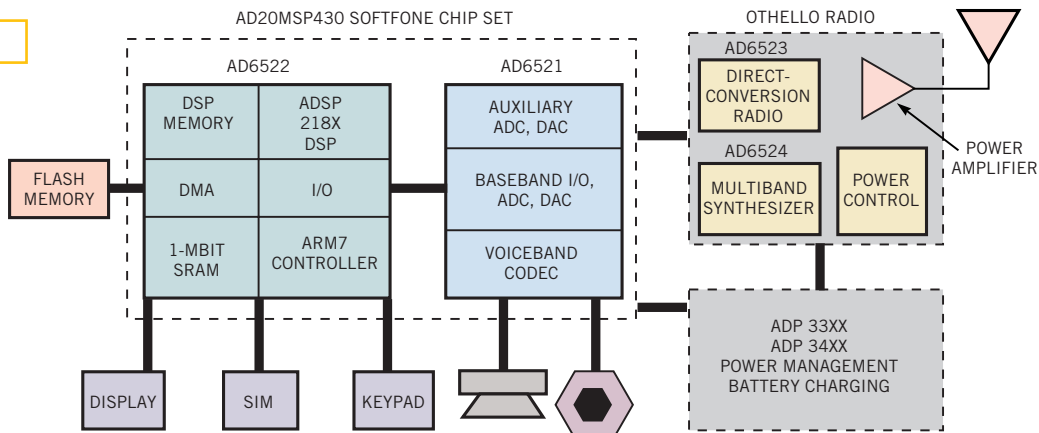 AD20MSP430 SOFTFONE CHIP SET
OTHELLO RADIO
AD6522
AD6521
AD6523
DSP
MEMORY
ADSP
218X
DSP
DMA
I/O
1-MBIT
SRAM
ARM7
CONTROLLER
AUXILIARY
ADC, DAC
BASEBAND I/O,
ADC, DAC
VOICEBAND
CODEC
DIRECT-
CONVERSION
RADIO
AD6524
MULTIBAND
SYNTHESIZER
POWER
CONTROL
POWER
AMPLIFIER
FLASH
MEMORY
ADP 33XX
ADP 34XX
POWER MANAGEMENT
BATTERY CHARGING
DISPLAY
SIM
KEYPAD